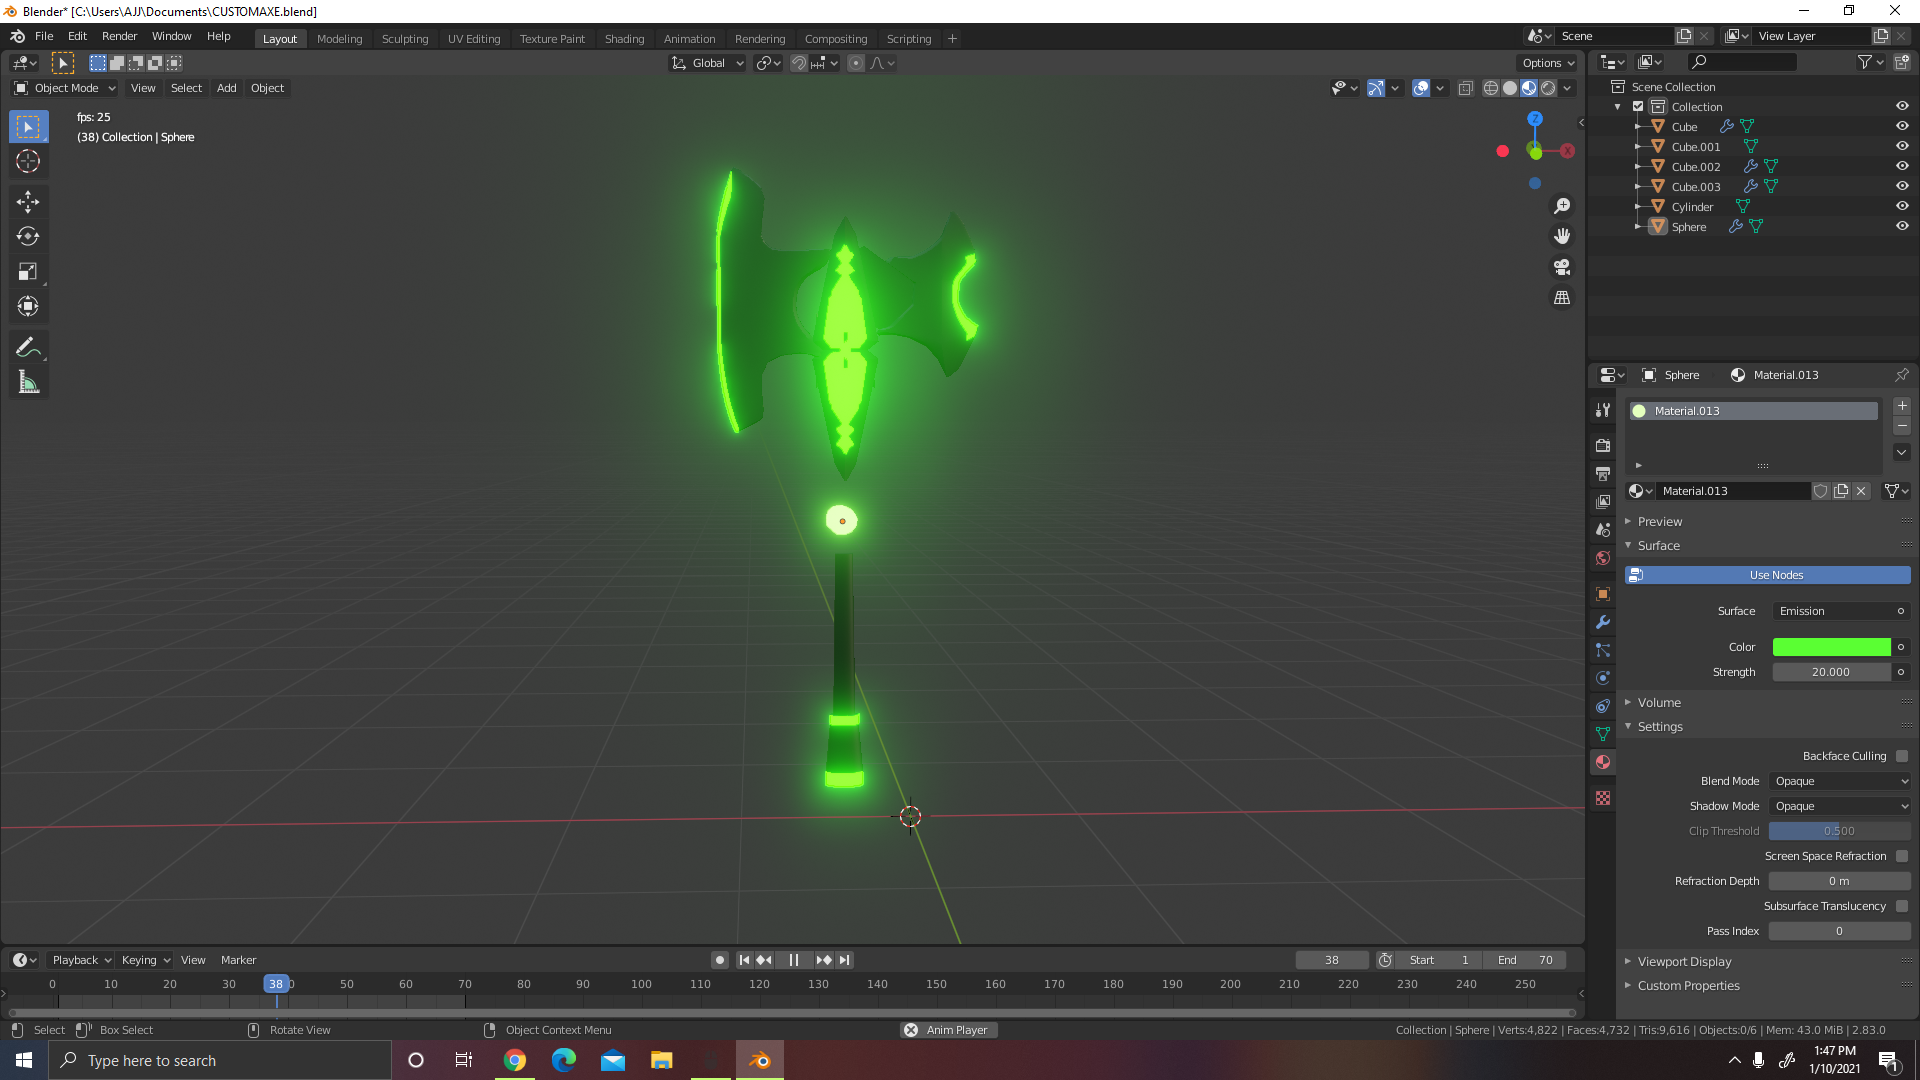 Blender* [C:\Users\AJJ\Documents\CUSTOMAXE.blend]
File Edit Render Window Help Layout Modeling Sculpting UV Editing Texture Paint Shading Animation Rendering Compositing Scripting + Scene View Layer
Global Options
Object Mode View Select Add Object
fps: 25
(38) Collection | Sphere
Z
X
Scene Collection
Collection
Cube
Cube.001
Cube.002
Cube.003
Cylinder
Sphere
Sphere Material.013
Material.013
Material.013
Preview
Surface
Use Nodes
Surface Emission
Color
Strength 20.000
Volume
Settings
Backface Culling
Blend Mode Opaque
Shadow Mode Opaque
Clip Threshold 0.500
Screen Space Refraction
Refraction Depth 0 m
Subsurface Translucency
Pass Index 0
Viewport Display
Custom Properties
Playback Keying View Marker 38 Start 1 End 70
0 10 20 30 38 0 50 60 70 80 90 100 110 120 130 140 150 160 170 180 190 200 210 220 230 240 250
Select Box Select Rotate View Object Context Menu Anim Player Collection | Sphere | Verts:4,822 | Faces:4,732 | Tris:9,616 | Objects:0/6 | Mem: 43.0 MiB | 2.83.0
Type here to search
1:47 PM
1/10/2021
1